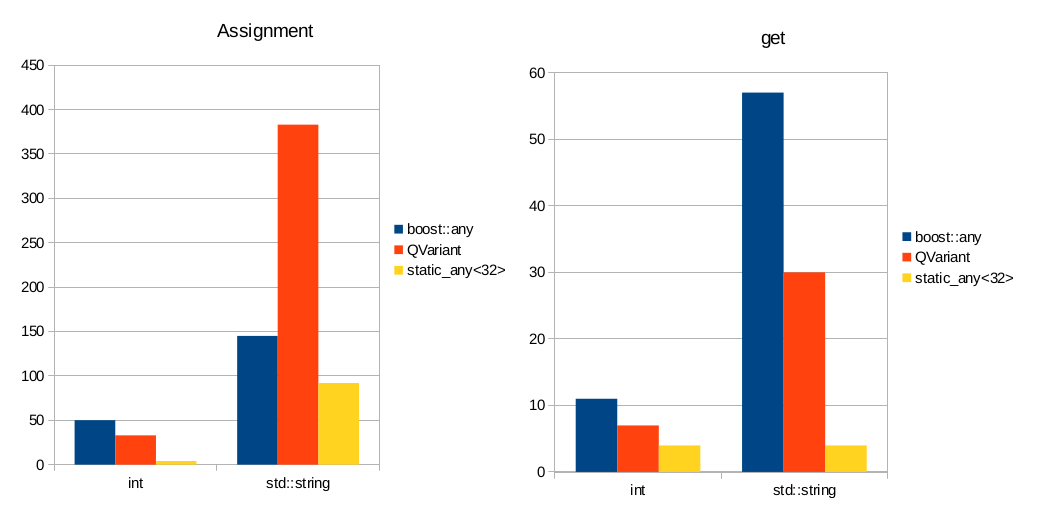 Assignment
450
400
350
300
250
200
150
100
50
0
int
std::string
boost::any
QVariant
static_any<32>
get
60
50
40
30
20
10
0
int
std::string
boost::any
QVariant
static_any<32>